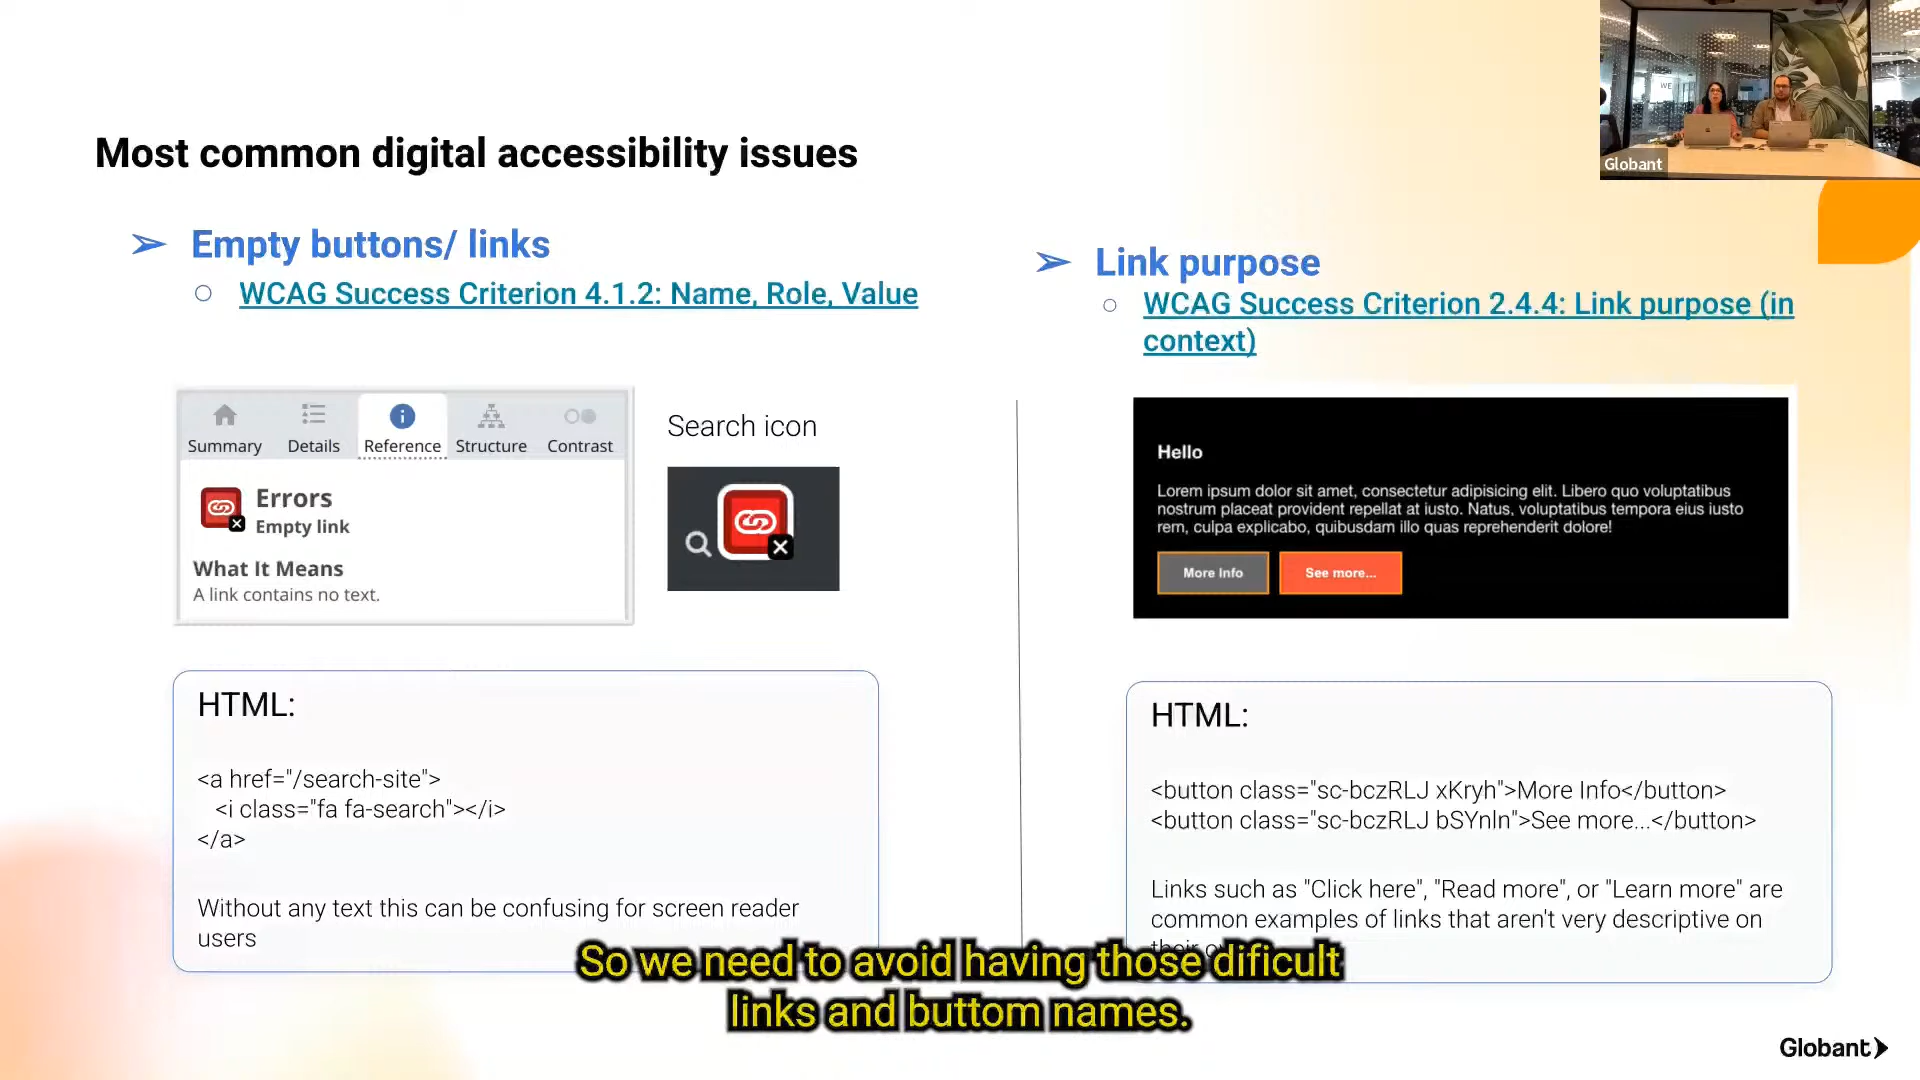 Most common digital accessibility issues
➢ Empty buttons/ links
○ WCAG Success Criterion 4.1.2: Name, Role, Value
Summary Details Reference Structure Contrast
Errors
Empty link
What It Means
A link contains no text.
Search icon
HTML:
<a href="/search-site">
<i class="fa fa-search"></i>
</a>
Without any text this can be confusing for screen reader
users
➢ Link purpose
○ WCAG Success Criterion 2.4.4: Link purpose (in
context)
Hello
Lorem ipsum dolor sit amet, consectetur adipisicing elit. Libero quo voluptatibus
nostrum placeat provident repellat at iusto. Natus, voluptatibus tempora eius iusto
rem, culpa explicabo, quibusdam illo quas reprehenderit dolore!
More Info See more...
HTML:
<button class="sc-bczRLJ xKryh">More Info</button>
<button class="sc-bczRLJ bSYnln">See more...</button>
Links such as "Click here", "Read more", or "Learn more" are
common examples of links that aren't very descriptive on
So we need to avoid having those dificult
links and buttom names.
WE
Globant
Globant